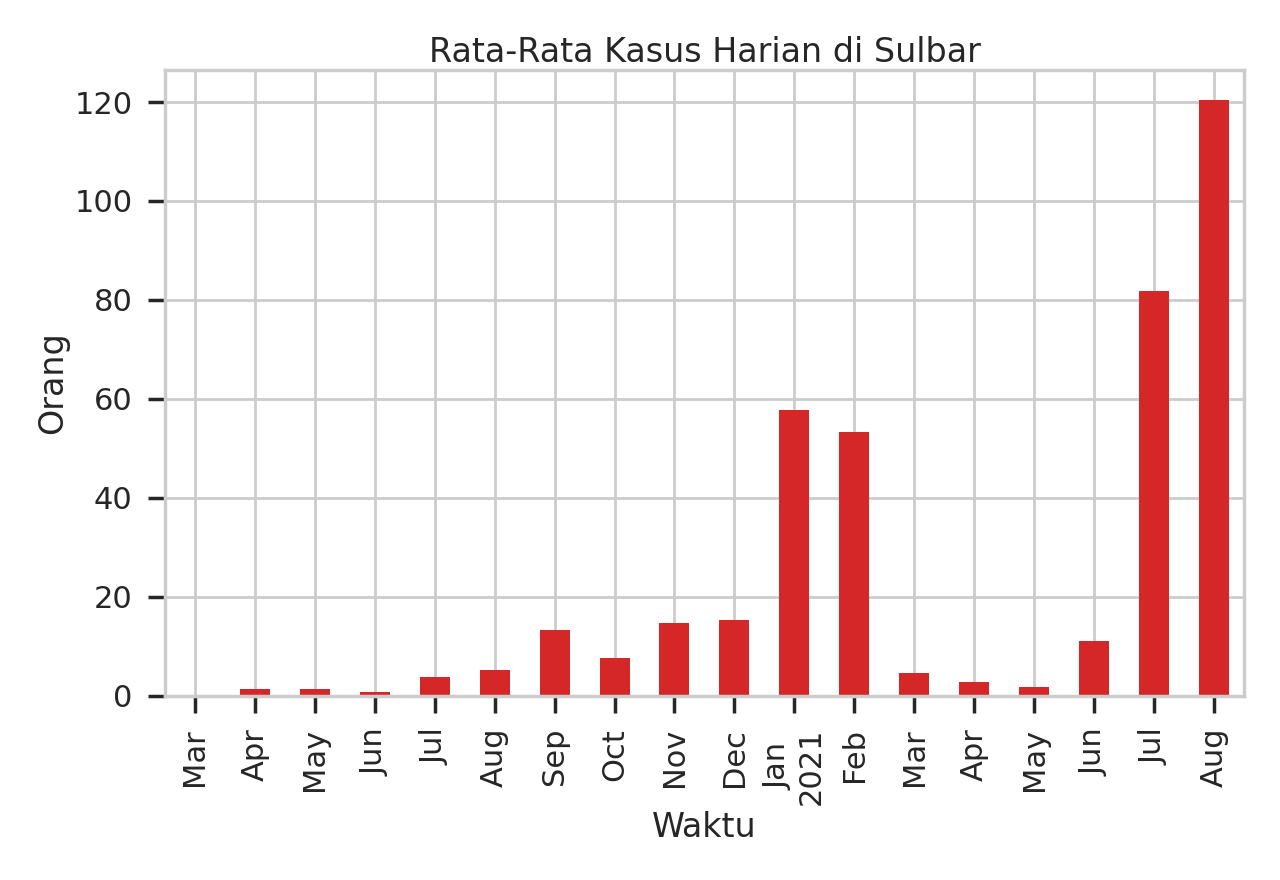 Rata-Rata Kasus Harian di Sulbar
120
100
80
60
40
20
0
Orang
Mar
Apr
May
Jun
Jul
Aug
Sep
Oct
Nov
Dec
Jan
2021
Feb
Mar
Apr
May
Jun
Jul
Aug
Waktu